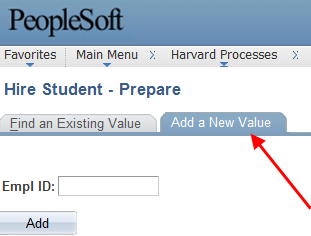 PeopleSoft
Favorites Main Menu > Harvard Processes >
Hire Student - Prepare
Find an Existing Value Add a New Value
Empl ID:
Add